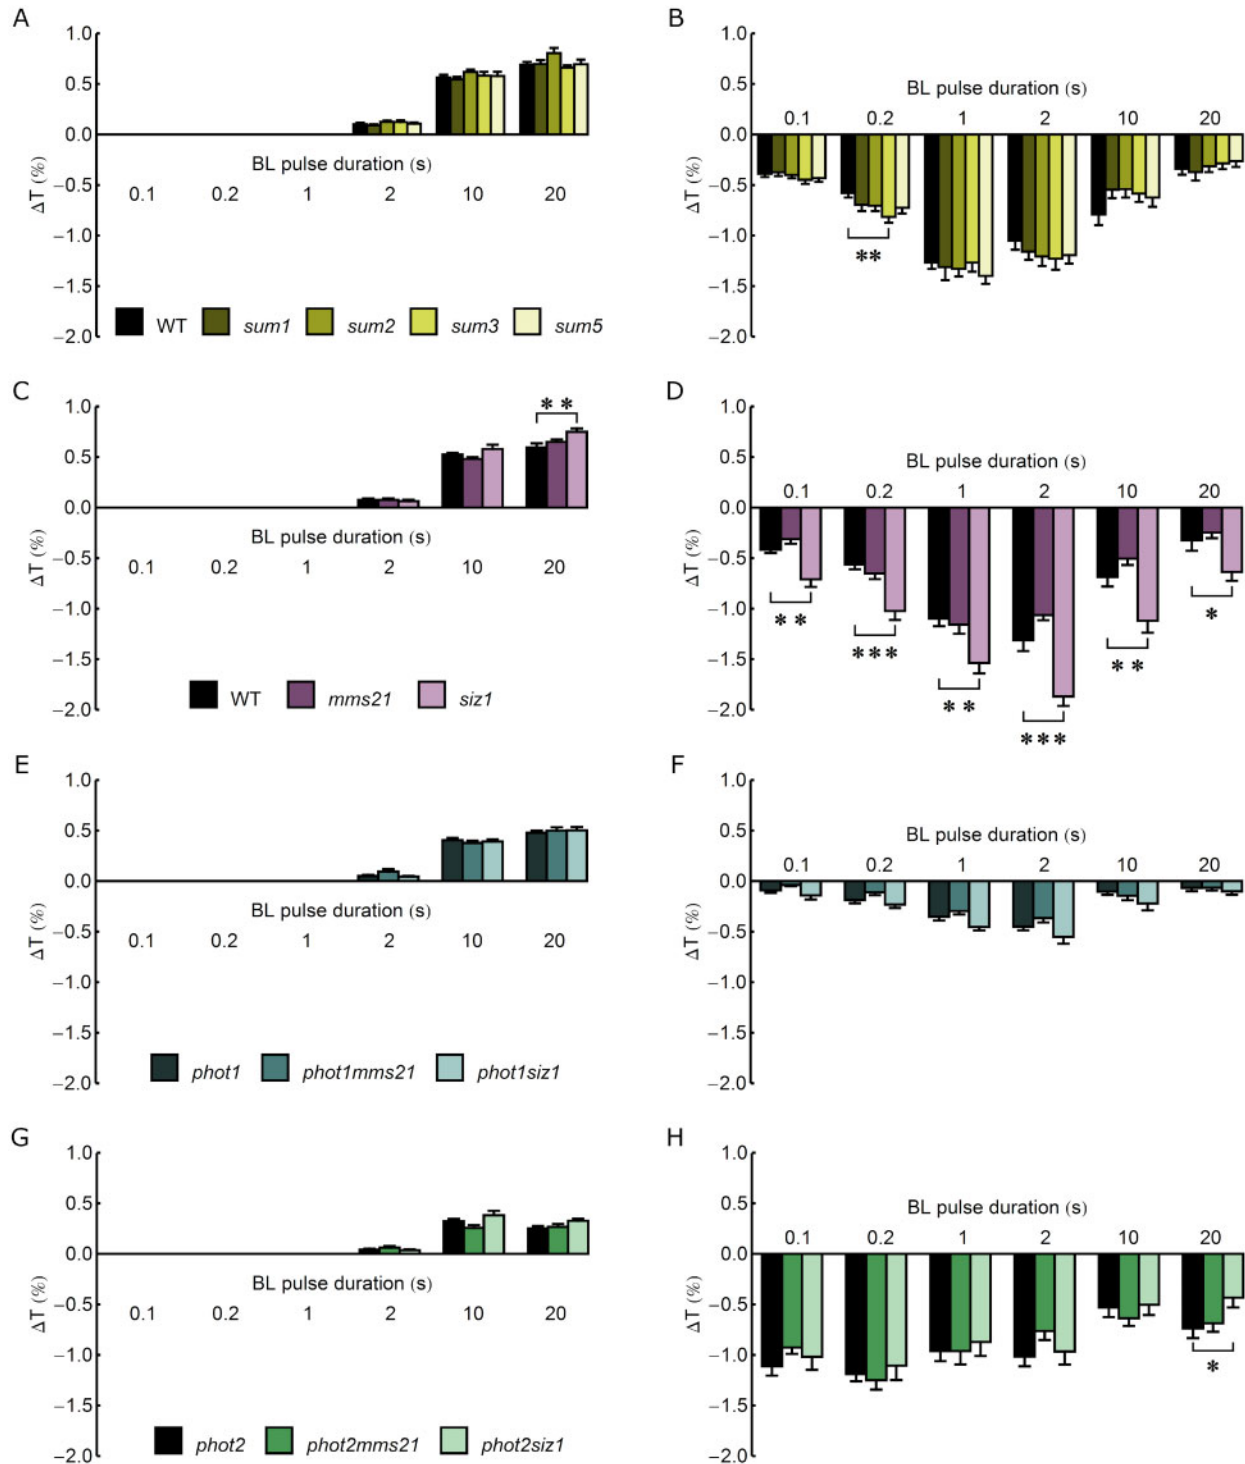 A
1.0
0.5
0.0
−0.5
−1.0
−1.5
−2.0
ΔT (%)
BL pulse duration (s)
0.1 0.2 1 2 10 20
WT sum1 sum2 sum3 sum5
B
1.0
0.5
0.0
−0.5
−1.0
−1.5
−2.0
ΔT (%)
BL pulse duration (s)
0.1 0.2 1 2 10 20
**
C
1.0
0.5
0.0
−0.5
−1.0
−1.5
−2.0
ΔT (%)
**
BL pulse duration (s)
0.1 0.2 1 2 10 20
WT mms21 siz1
D
1.0
0.5
0.0
−0.5
−1.0
−1.5
−2.0
ΔT (%)
BL pulse duration (s)
0.1 0.2 1 2 10 20
** *** ** *** ** *
E
1.0
0.5
0.0
−0.5
−1.0
−1.5
−2.0
ΔT (%)
BL pulse duration (s)
0.1 0.2 1 2 10 20
phot1 phot1mms21 phot1siz1
F
1.0
0.5
0.0
−0.5
−1.0
−1.5
−2.0
ΔT (%)
BL pulse duration (s)
0.1 0.2 1 2 10 20
G
1.0
0.5
0.0
−0.5
−1.0
−1.5
−2.0
ΔT (%)
BL pulse duration (s)
0.1 0.2 1 2 10 20
phot2 phot2mms21 phot2siz1
H
1.0
0.5
0.0
−0.5
−1.0
−1.5
−2.0
ΔT (%)
BL pulse duration (s)
0.1 0.2 1 2 10 20
*